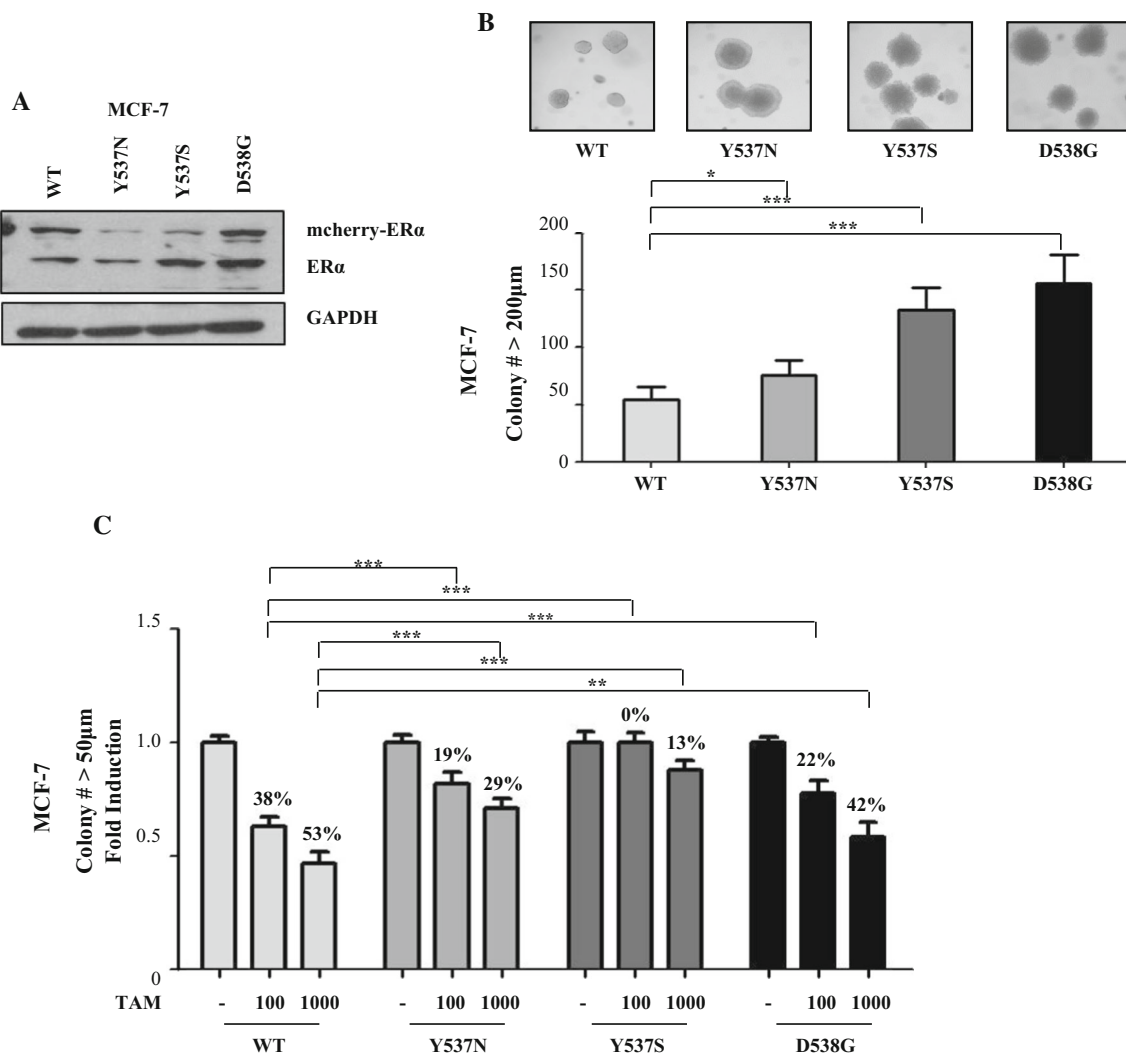 A
MCF-7
WT
Y537N
Y537S
D538G
mcherry-ERα
ERα
GAPDH
B
WT
Y537N
Y537S
D538G
*
***
***
MCF-7
Colony # > 200µm
200
150
100
50
0
WT
Y537N
Y537S
D538G
C
***
***
***
***
***
**
MCF-7
Colony # > 50µm
Fold Induction
1.5
1.0
0.5
0
38%
53%
19%
29%
0%
13%
22%
42%
TAM - 100 1000 - 100 1000 - 100 1000 - 100 1000
WT Y537N Y537S D538G